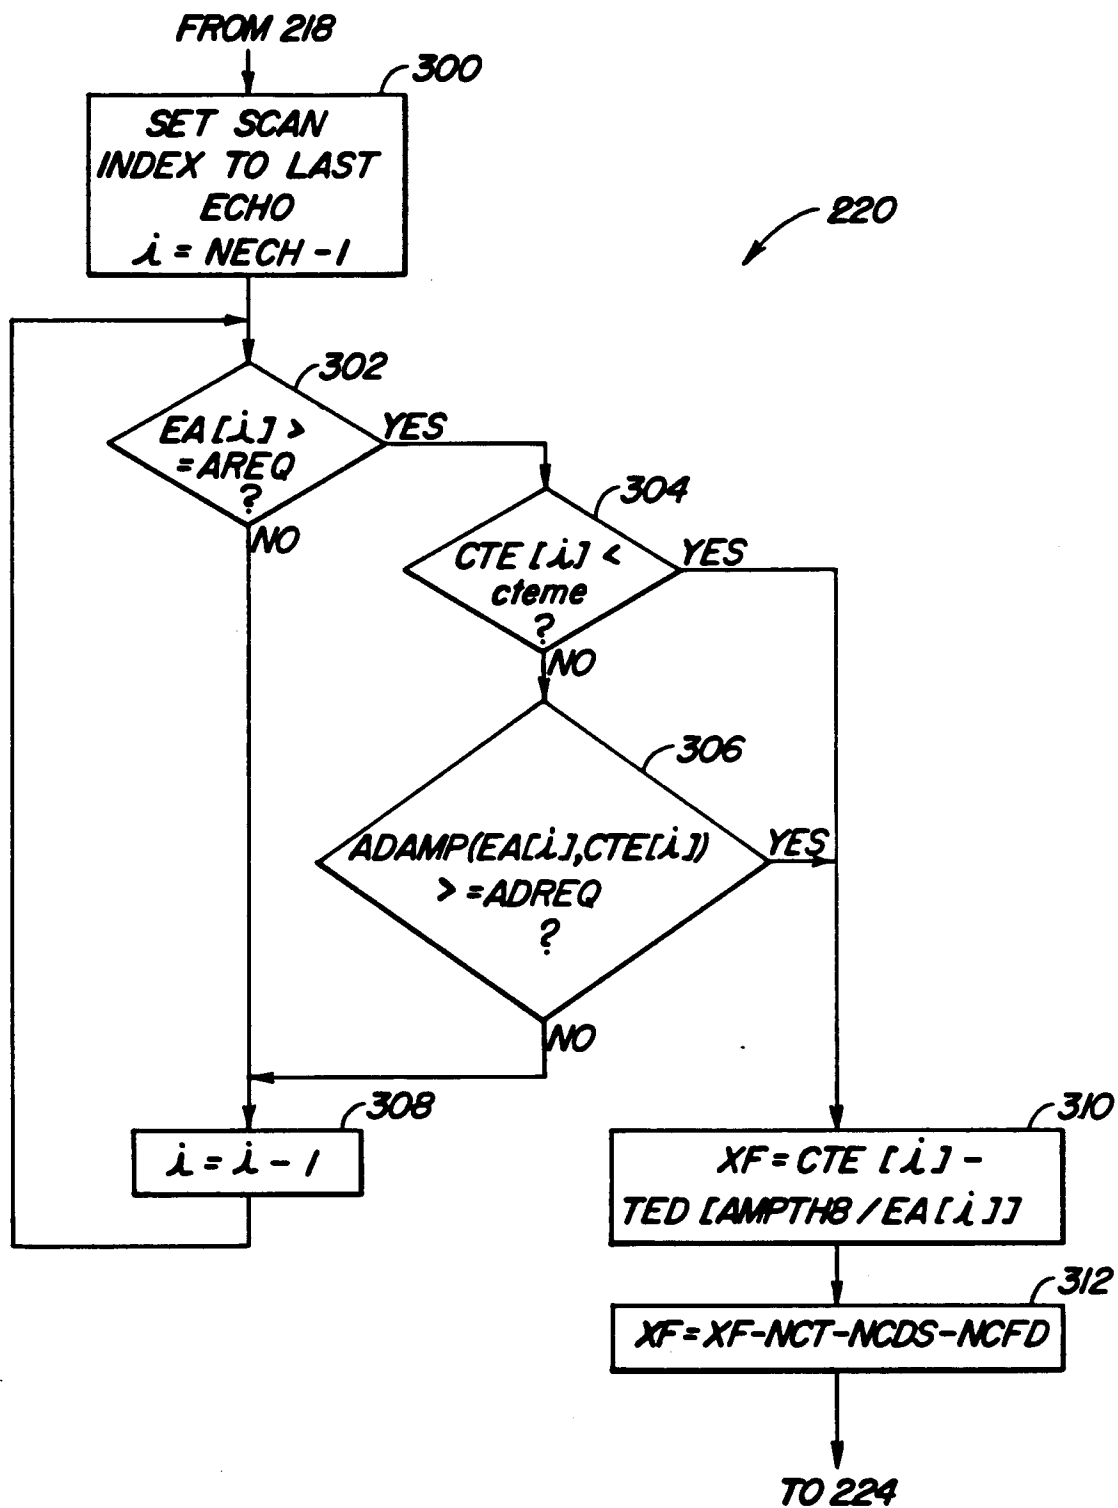 FROM 218
300
SET SCAN
INDEX TO LAST
ECHO
i = NECH - 1
220
302
EA [i] >
= AREQ
?
YES
NO
304
CTE [i] <
cteme
?
YES
NO
306
ADAMP(EA[i],CTE[i])
> = ADREQ
?
YES
NO
308
i = i - 1
310
XF = CTE [i] -
TED [AMPTH8 / EA[i]]
312
XF = XF-NCT-NCDS-NCFD
TO 224